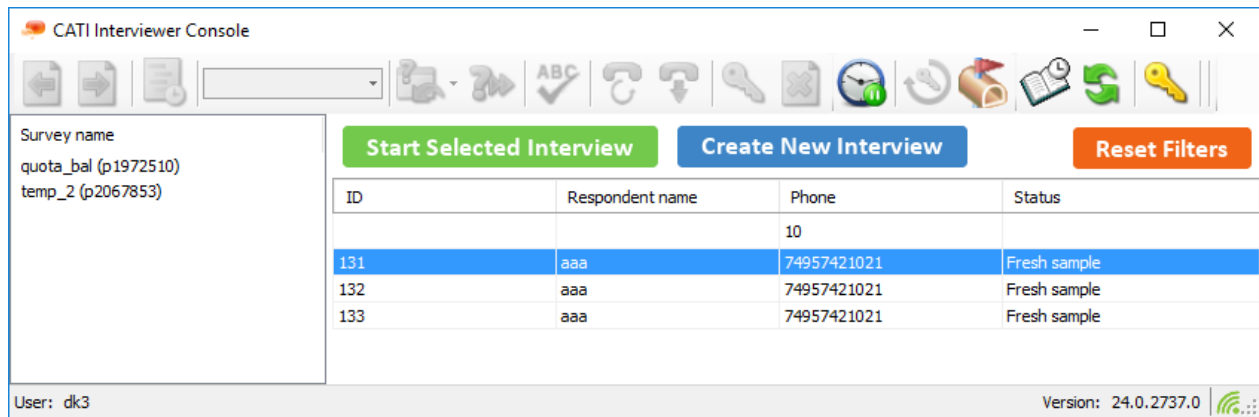 CATI Interviewer Console
ABC
Survey name
quota_bal (p1972510)
temp_2 (p2067853)
Start Selected Interview Create New Interview Reset Filters
ID Respondent name Phone Status
10
131 aaa 74957421021 Fresh sample
132 aaa 74957421021 Fresh sample
133 aaa 74957421021 Fresh sample
User: dk3 Version: 24.0.2737.0